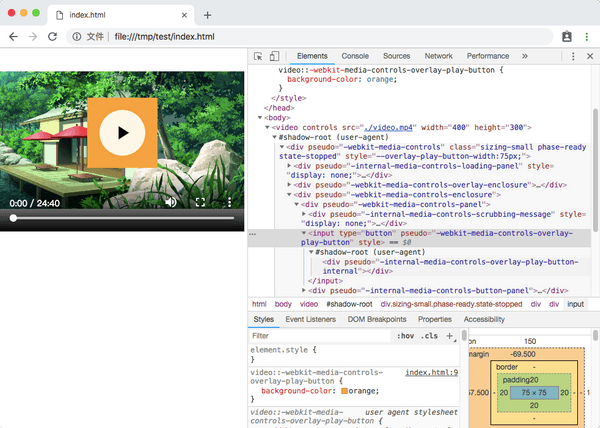 index.html
文件 file:///tmp/test/index.html
Elements Console Sources Network Performance »
video::-webkit-media-controls-overlay-play-button {
background-color: orange;
}
</style>
</head>
▼<body>
▼<video controls src="./video.mp4" width="400" height="300">
▼#shadow-root (user-agent)
▼<div pseudo="-webkit-media-controls" class="sizing-small phase-ready
state-stopped" style="--overlay-play-button-width:75px;">
▶<div pseudo="-internal-media-controls-loading-panel" style=
"display: none;">…</div>
▶<div pseudo="-webkit-media-controls-overlay-enclosure">…</div>
▼<div pseudo="-webkit-media-controls-enclosure">
▼<div pseudo="-webkit-media-controls-panel">
▶<div pseudo="-internal-media-controls-scrubbing-message" style=
"display: none;">…</div>
… ▼<input type="button" pseudo="-webkit-media-controls-overlay-
play-button" style> == $0
▼#shadow-root (user-agent)
<div pseudo="-internal-media-controls-overlay-play-button-
internal"></div>
</input>
▶<div pseudo="-internal-media-controls-button-panel">…</div>
0:00 / 24:40
html body video #shadow-root div.sizing-small.phase-ready.state-stopped div div input
Styles Event Listeners DOM Breakpoints Properties Accessibility
Filter :hov .cls +
element.style {
}
video::-webkit-media-controls- index.html:9
overlay-play-button {
background-color: orange;
}
video::-webkit-media- user agent stylesheet
controls-overlay-play-button {
on 150
margin -69.500
border -
padding20
57.500 - 20 75 × 75 20 -
20
-